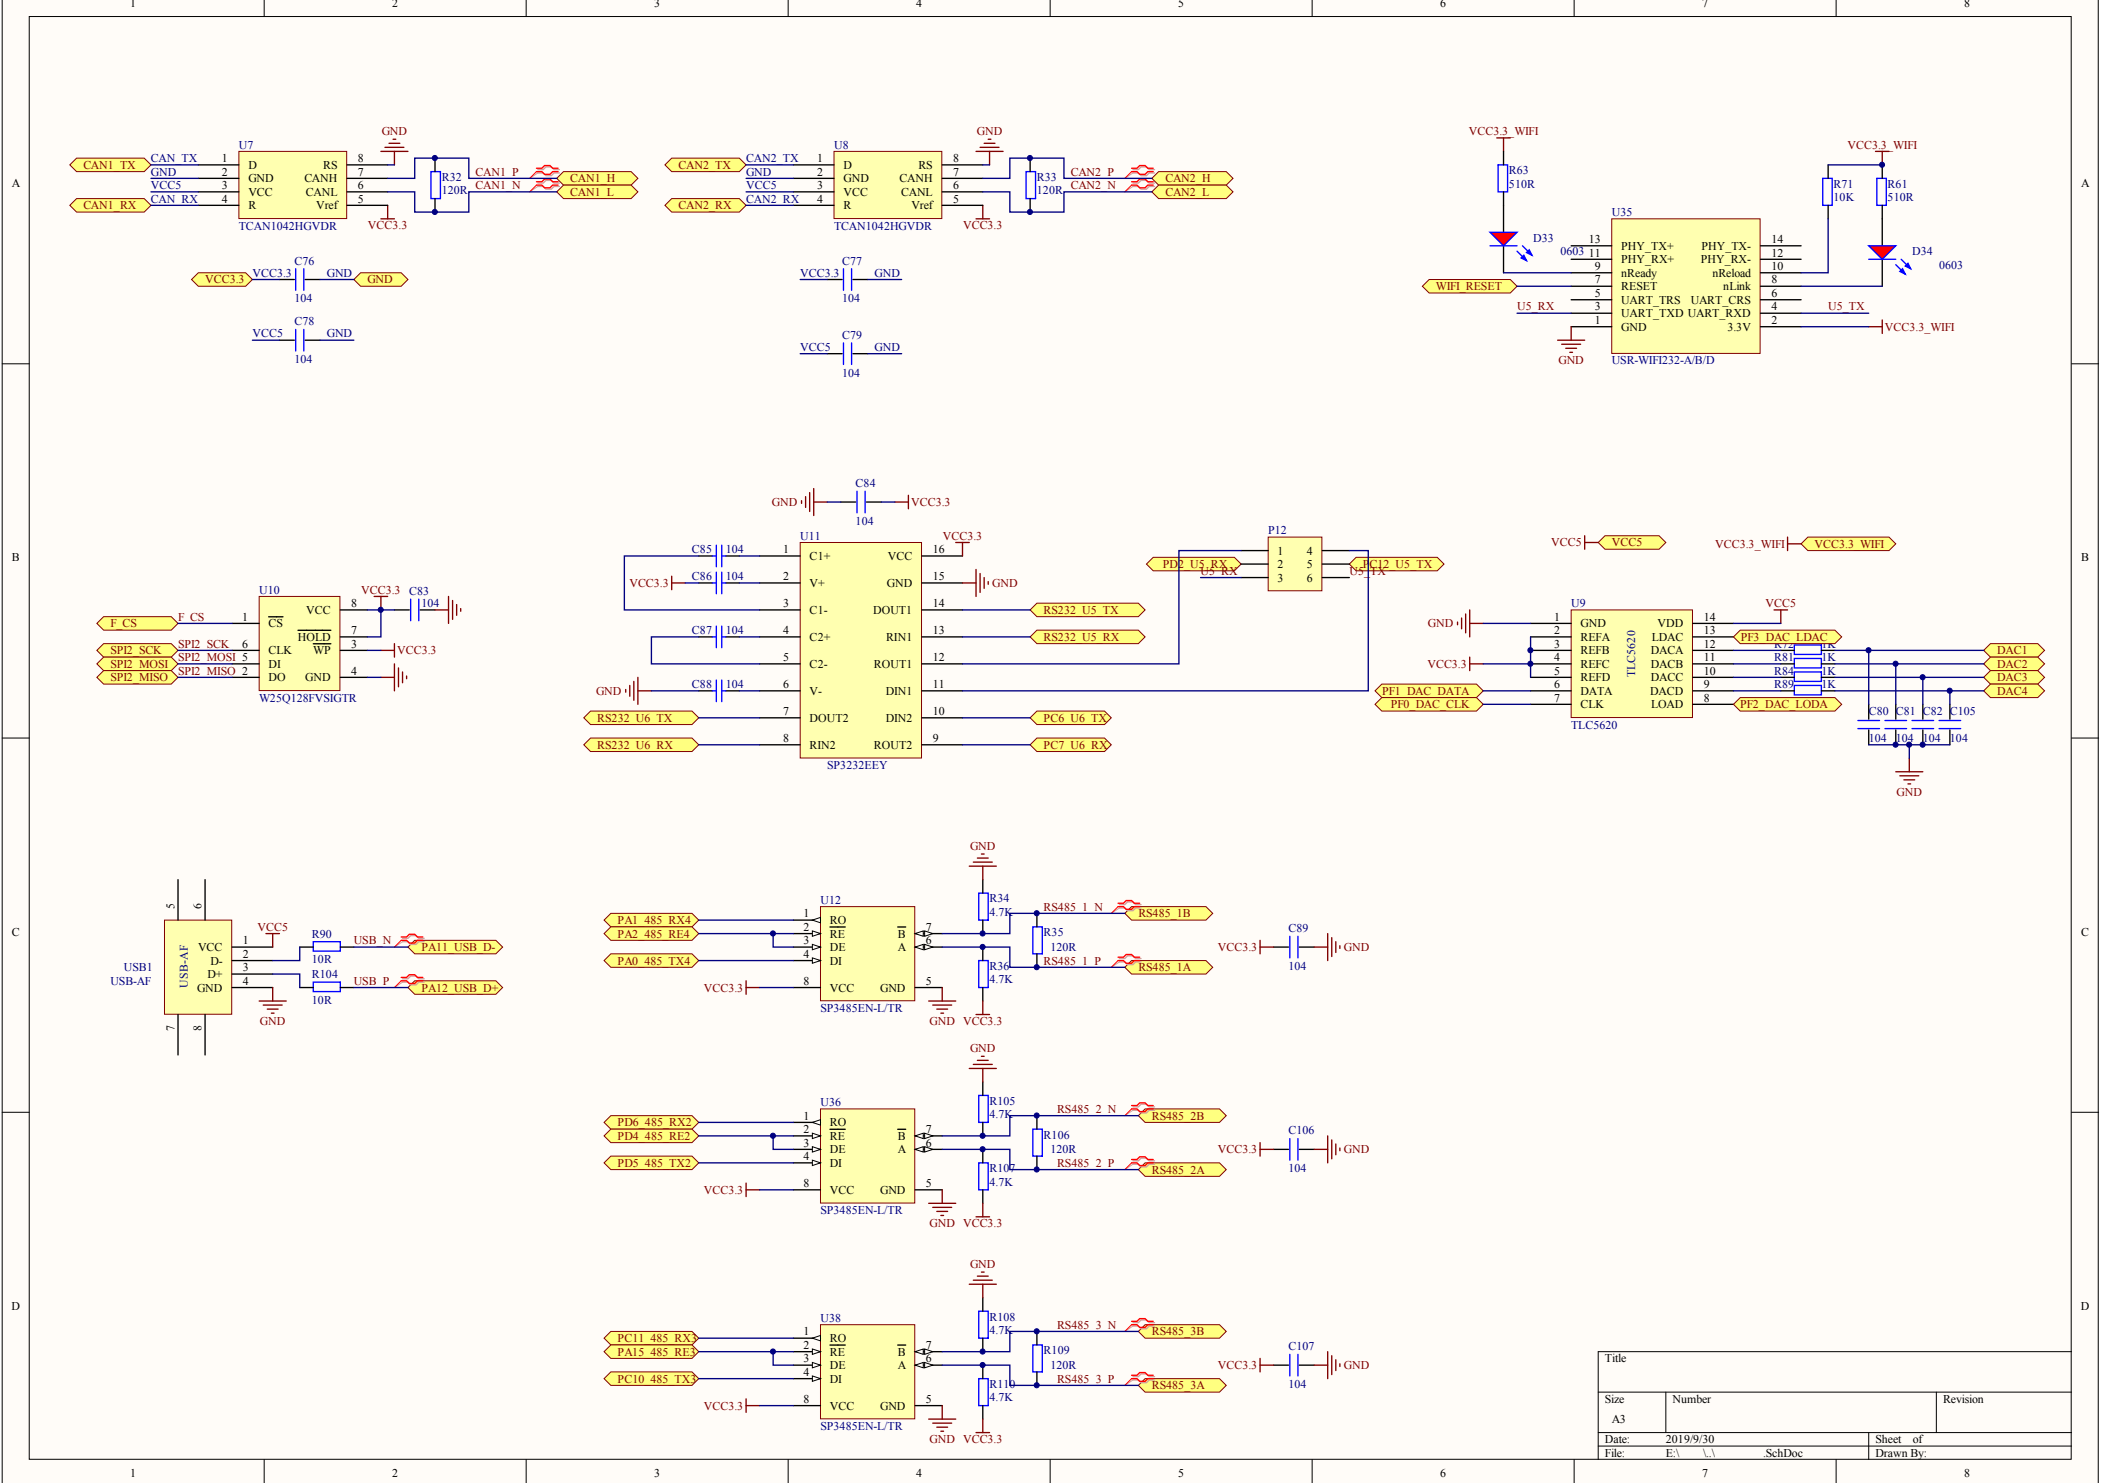 1 2 3 4 5 6 7 8
A
A
U7
GND
CAN1_TX CAN_TX 1 D RS 8
GND 2 GND CANH 7
VCC5 3 VCC CANL 6
CAN1_RX CAN_RX 4 R Vref 5
TCAN1042HGVDR
VCC3.3
R32
120R
CAN1_P CAN1_H
CAN1_N CAN1_L
C76
VCC3.3 VCC3.3 GND GND
104
C78
VCC5 GND
104
U8
GND
CAN2_TX CAN2_TX 1 D RS 8
GND 2 GND CANH 7
VCC5 3 VCC CANL 6
CAN2_RX CAN2_RX 4 R Vref 5
TCAN1042HGVDR
VCC3.3
R33
120R
CAN2_P CAN2_H
CAN2_N CAN2_L
C77
VCC3.3 GND
104
C79
VCC5 GND
104
VCC3.3_WIFI
R63
510R
D33
0603
VCC3.3_WIFI
R71
10K
R61
510R
D34
0603
U35
13 PHY_TX+ PHY_TX- 14
11 PHY_RX+ PHY_RX- 12
9 nReady nReload 10
WIFI_RESET 7 RESET nLink 8
5 UART_TRS UART_CRS 6
U5_RX 3 UART_TXD UART_RXD 4 U5_TX
1 GND 3.3V 2 VCC3.3_WIFI
GND
USR-WIFI232-A/B/D
B
B
U10
VCC3.3
C83
104
VCC 8
F_CS F_CS 1 CS
HOLD 7
SPI2_SCK SPI2_SCK 6 CLK WP 3 VCC3.3
SPI2_MOSI SPI2_MOSI 5 DI
SPI2_MISO SPI2_MISO 2 DO GND 4
W25Q128FVSIGTR
C84
GND VCC3.3
104
U11
VCC3.3
C85 104 1 C1+ VCC 16
VCC3.3 C86 104 2 V+ GND 15 GND
3 C1- DOUT1 14 RS232_U5_TX
C87 104 4 C2+ RIN1 13 RS232_U5_RX
5 C2- ROUT1 12
GND C88 104 6 V- DIN1 11
RS232_U6_TX 7 DOUT2 DIN2 10 PC6_U6_TX
RS232_U6_RX 8 RIN2 ROUT2 9 PC7_U6_RX
SP3232EEY
P12
1 4
PD2_U5_RX 2 5 PC12_U5_TX
U5_RX 3 6 U5_TX
VCC5 VCC5
VCC3.3_WIFI VCC3.3_WIFI
U9
VCC5
GND 1 GND VDD 14
2 REFA LDAC 13 PF3_DAC_LDAC
3 REFB DACA 12 R72 1K DAC1
VCC3.3 4 REFC DACB 11 R81 1K DAC2
5 REFD DACC 10 R84 1K DAC3
PF1_DAC_DATA 6 DATA DACD 9 R89 1K DAC4
PF0_DAC_CLK 7 CLK LOAD 8 PF2_DAC_LODA
TLC5620
TLC5620
C80 C81 C82 C105
104 104 104 104
GND
C
C
5 6
USB1
USB-AF
USB-AF
VCC5
VCC 1
D- 2
D+ 3
GND 4
7 8
GND
R90
10R
USB_N PA11_USB_D-
R104
10R
USB_P PA12_USB_D+
GND
U12
PA1_485_RX4 1 RO
PA2_485_RE4 2 RE B 7
3 DE A 6
PA0_485_TX4 4 DI
VCC3.3 8 VCC GND 5
SP3485EN-L/TR
GND VCC3.3
R34
4.7K
R35
120R
R36
4.7K
RS485_1_N RS485_1B
RS485_1_P RS485_1A
C89
VCC3.3 GND
104
GND
U36
PD6_485_RX2 1 RO
PD4_485_RE2 2 RE B 7
3 DE A 6
PD5_485_TX2 4 DI
VCC3.3 8 VCC GND 5
SP3485EN-L/TR
GND VCC3.3
R105
4.7K
R106
120R
R107
4.7K
RS485_2_N RS485_2B
RS485_2_P RS485_2A
C106
VCC3.3 GND
104
D
D
GND
U38
PC11_485_RX3 1 RO
PA15_485_RE3 2 RE B 7
3 DE A 6
PC10_485_TX3 4 DI
VCC3.3 8 VCC GND 5
SP3485EN-L/TR
GND VCC3.3
R108
4.7K
R109
120R
R110
4.7K
RS485_3_N RS485_3B
RS485_3_P RS485_3A
C107
VCC3.3 GND
104
Title
Size Number Revision
A3
Date: 2019/9/30 Sheet of
File: E:\ \..\ .SchDoc Drawn By:
1 2 3 4 5 6 7 8